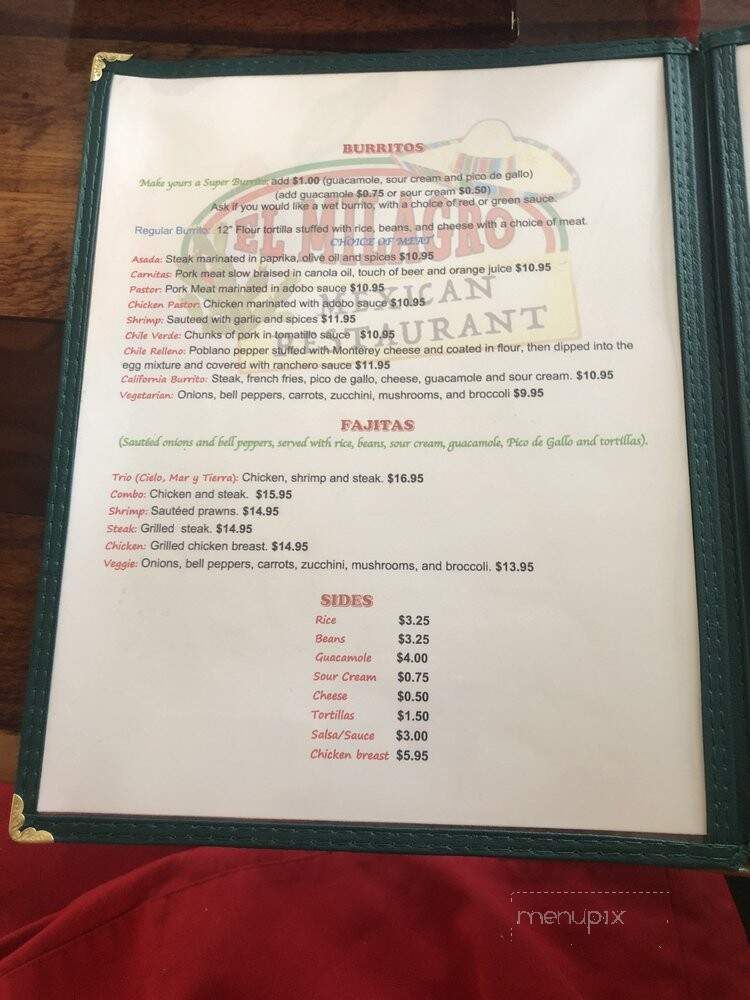 BURRITOS
Make yours a Super Burrito: add $1.00 (guacamole, sour cream and pico de gallo)
(add guacamole $0.75 or sour cream $0.50)
Ask if you would like a wet burrito, with a choice of red or green sauce.
Regular Burrito: 12" Flour tortilla stuffed with rice, beans, and cheese with a choice of meat.
CHOICE OF MEAT
EL MILAGRO
MEXICAN
RESTAURANT
Asada: Steak marinated in paprika, olive oil and spices $10.95
Carnitas: Pork meat slow braised in canola oil, touch of beer and orange juice $10.95
Pastor: Pork Meat marinated in adobo sauce $10.95
Chicken Pastor: Chicken marinated with adobo sauce $10.95
Shrimp: Sauteed with garlic and spices $11.95
Chile Verde: Chunks of pork in tomatillo sauce $10.95
Chile Relleno: Poblano pepper stuffed with Monterey cheese and coated in flour, then dipped into the
egg mixture and covered with ranchero sauce $11.95
California Burrito: Steak, french fries, pico de gallo, cheese, guacamole and sour cream. $10.95
Vegetarian: Onions, bell peppers, carrots, zucchini, mushrooms, and broccoli $9.95
FAJITAS
(Sautéed onions and bell peppers, served with rice, beans, sour cream, guacamole, Pico de Gallo and tortillas).
Trio (Cielo, Mar y Tierra): Chicken, shrimp and steak. $16.95
Combo: Chicken and steak. $15.95
Shrimp: Sautéed prawns. $14.95
Steak: Grilled steak. $14.95
Chicken: Grilled chicken breast. $14.95
Veggie: Onions, bell peppers, carrots, zucchini, mushrooms, and broccoli. $13.95
SIDES
Rice $3.25
Beans $3.25
Guacamole $4.00
Sour Cream $0.75
Cheese $0.50
Tortillas $1.50
Salsa/Sauce $3.00
Chicken breast $5.95
menupix